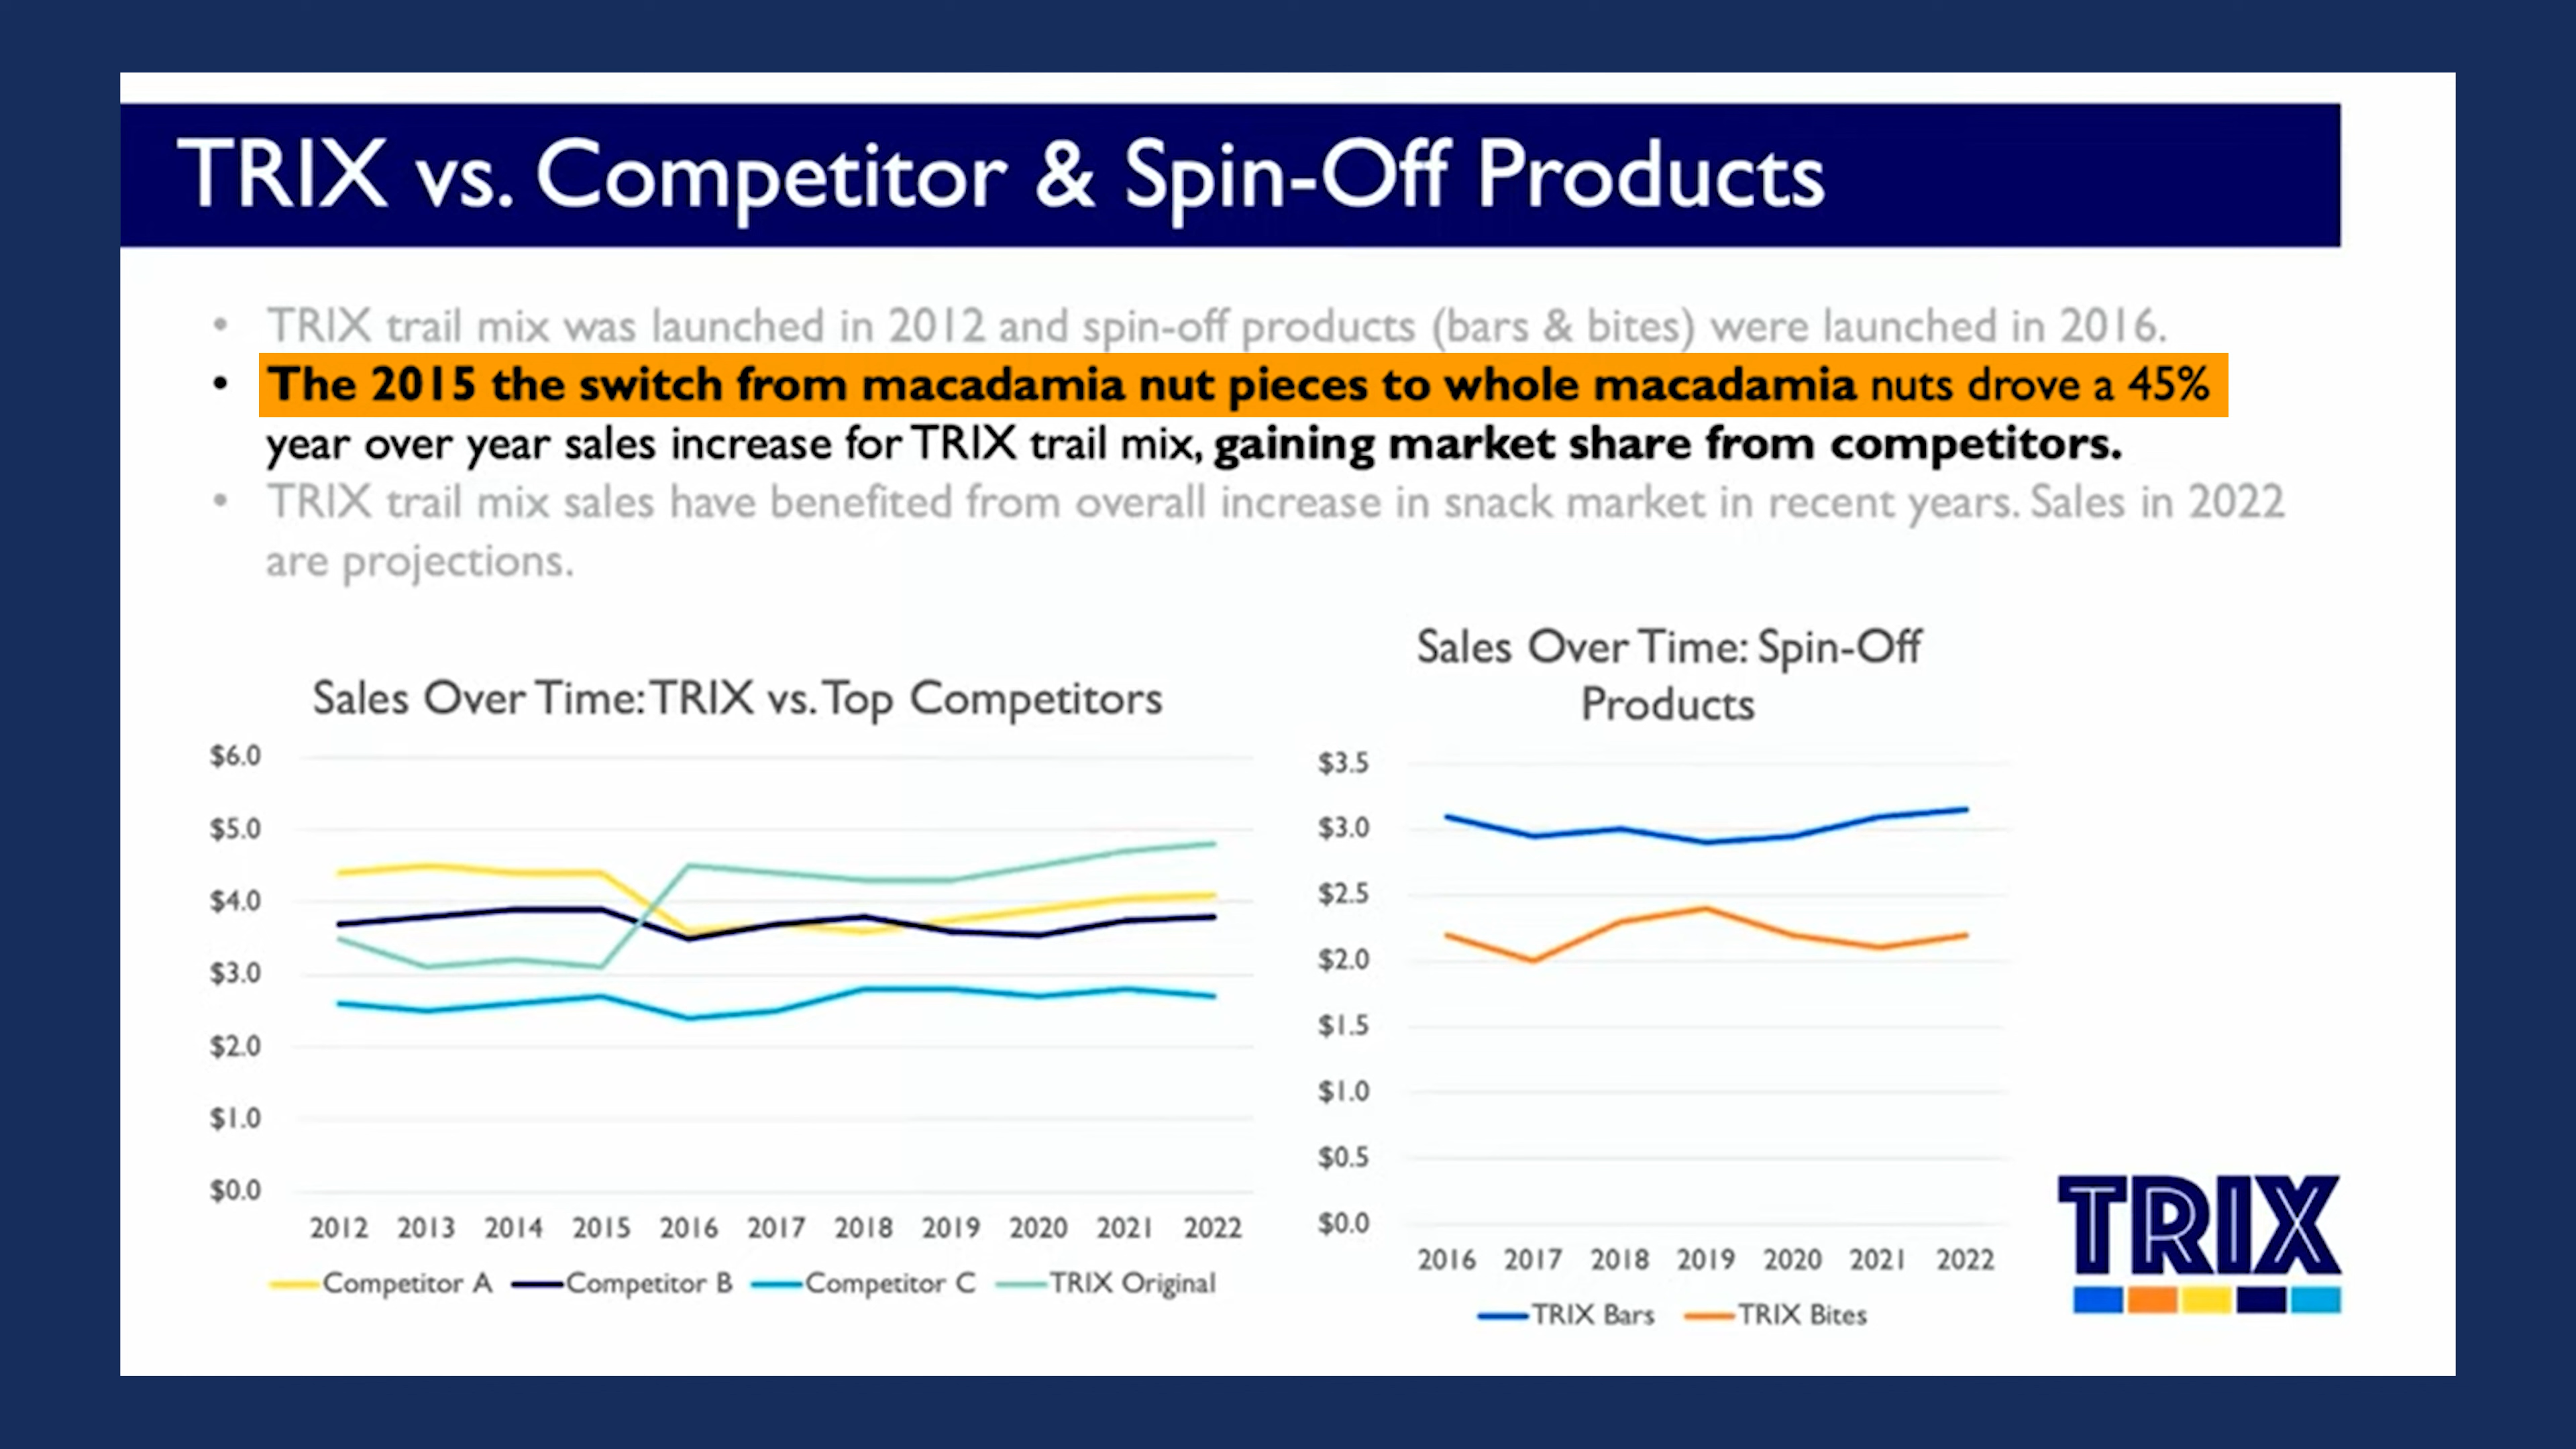 TRIX vs. Competitor & Spin-Off Products
• TRIX trail mix was launched in 2012 and spin-off products (bars & bites) were launched in 2016.
• The 2015 the switch from macadamia nut pieces to whole macadamia nuts drove a 45%
year over year sales increase for TRIX trail mix, gaining market share from competitors.
• TRIX trail mix sales have benefited from overall increase in snack market in recent years. Sales in 2022
are projections.
Sales Over Time: TRIX vs. Top Competitors
$6.0
$5.0
$4.0
$3.0
$2.0
$1.0
$0.0
2012 2013 2014 2015 2016 2017 2018 2019 2020 2021 2022
Competitor A Competitor B Competitor C TRIX Original
Sales Over Time: Spin-Off
Products
$3.5
$3.0
$2.5
$2.0
$1.5
$1.0
$0.5
$0.0
2016 2017 2018 2019 2020 2021 2022
TRIX Bars TRIX Bites
TRIX